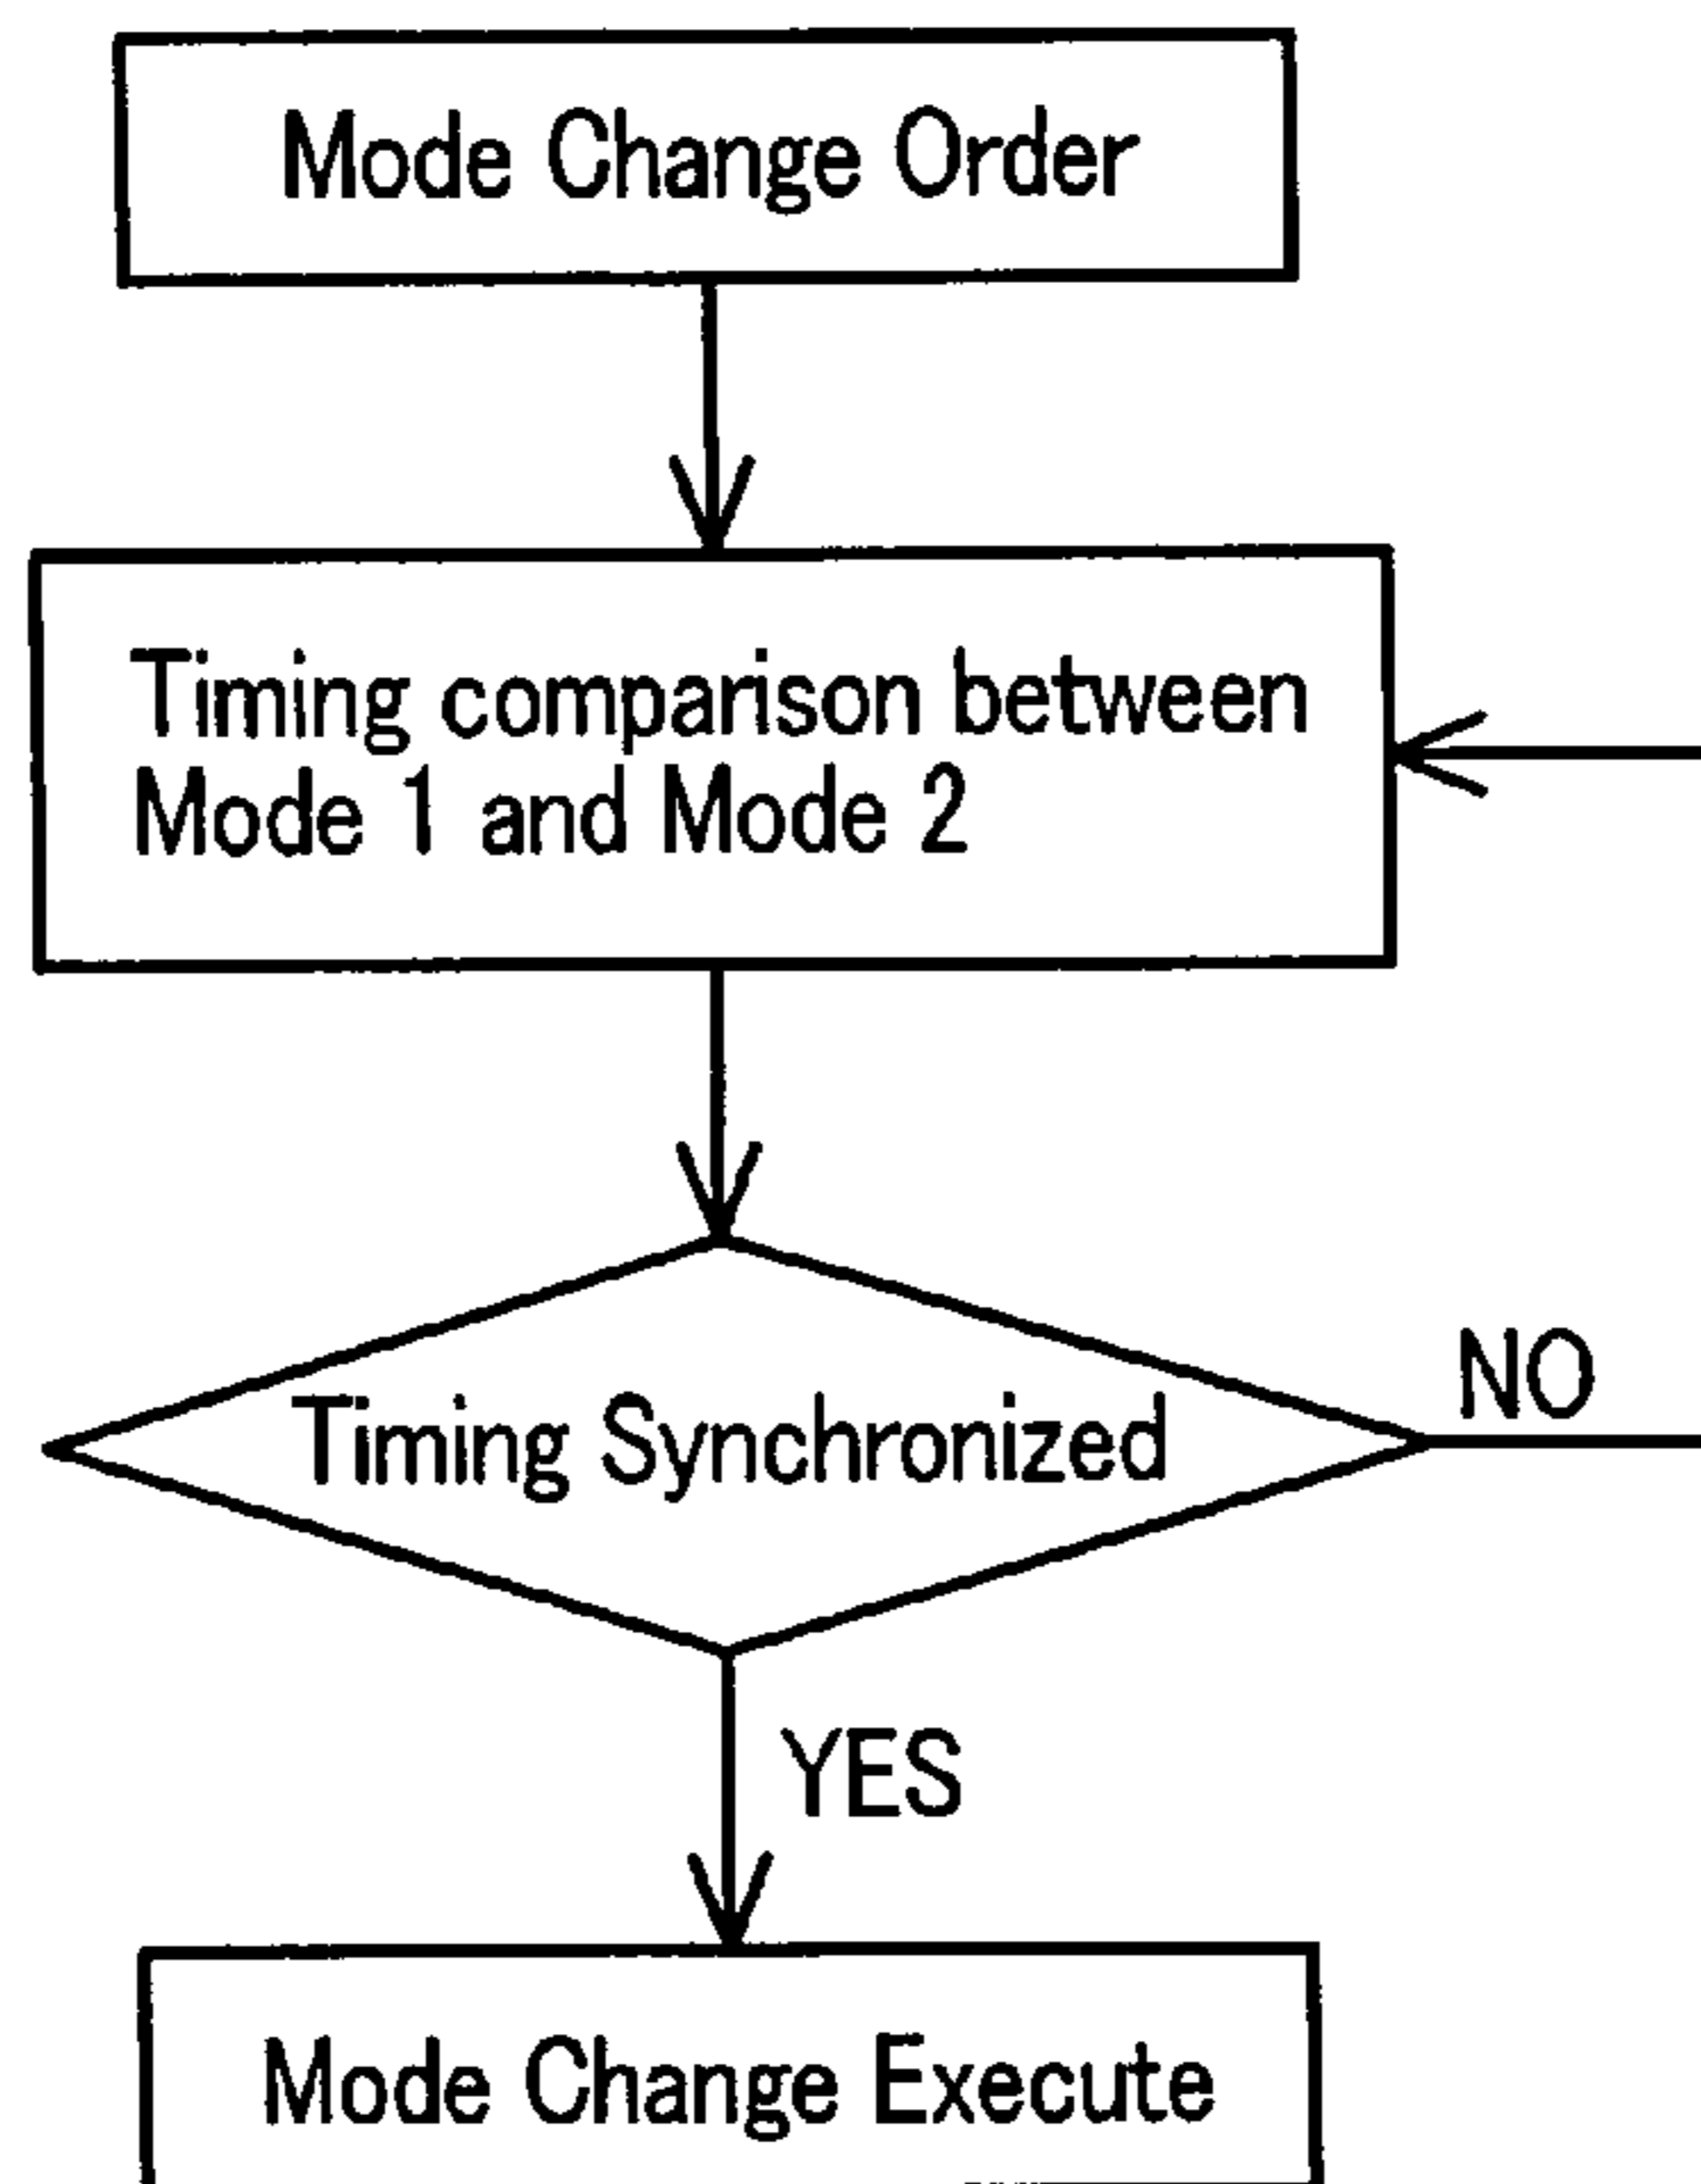 Mode Change Order
Timing comparison between
Mode 1 and Mode 2
Timing Synchronized
NO
YES
Mode Change Execute